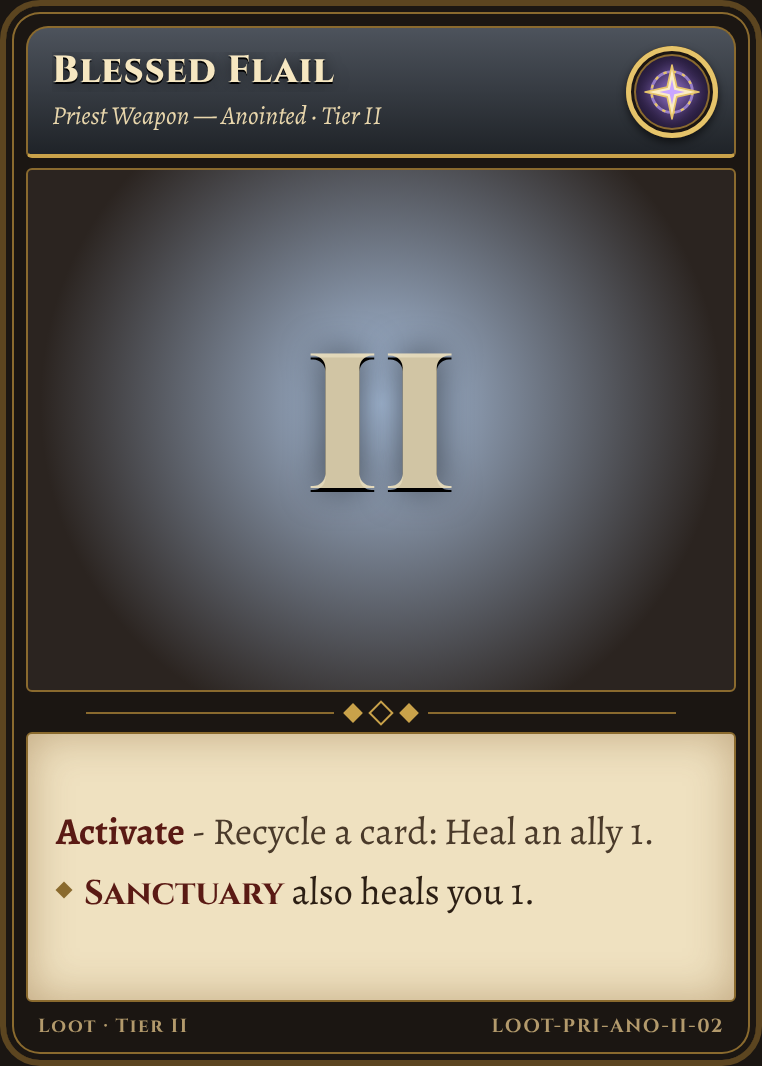 Blessed Flail
Priest Weapon — Anointed · Tier II
II
Activate - Recycle a card: Heal an ally 1.
Sanctuary also heals you 1.
Loot · Tier II
LOOT-PRI-ANO-II-02